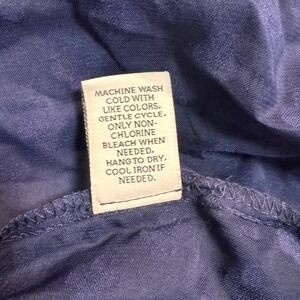 MACHINE WASH
COLD WITH
LIKE COLORS,
GENTLE CYCLE.
ONLY NON-
CHLORINE
BLEACH WHEN
NEEDED.
HANG TO DRY.
COOL IRON IF
NEEDED.